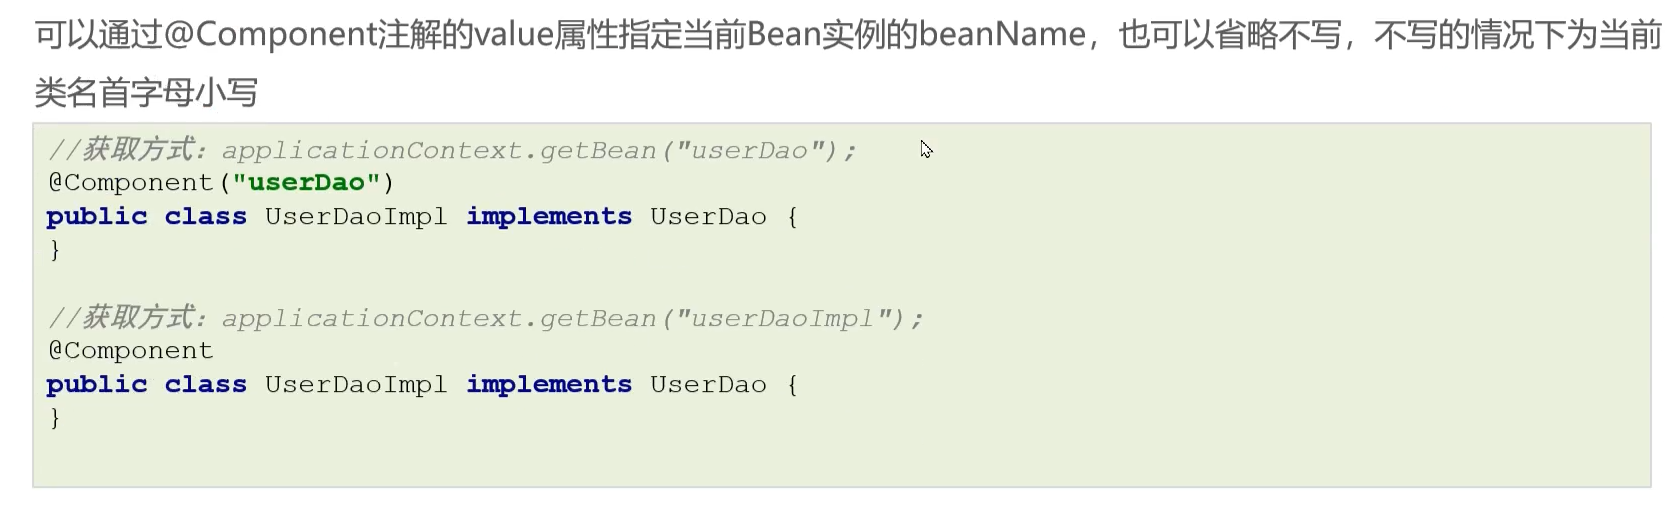 可以通过@Component注解的value属性指定当前Bean实例的beanName，也可以省略不写，不写的情况下为当前
类名首字母小写
//获取方式：applicationContext.getBean("userDao");
@Component("userDao")
public class UserDaoImpl implements UserDao {
}
//获取方式：applicationContext.getBean("userDaoImpl");
@Component
public class UserDaoImpl implements UserDao {
}